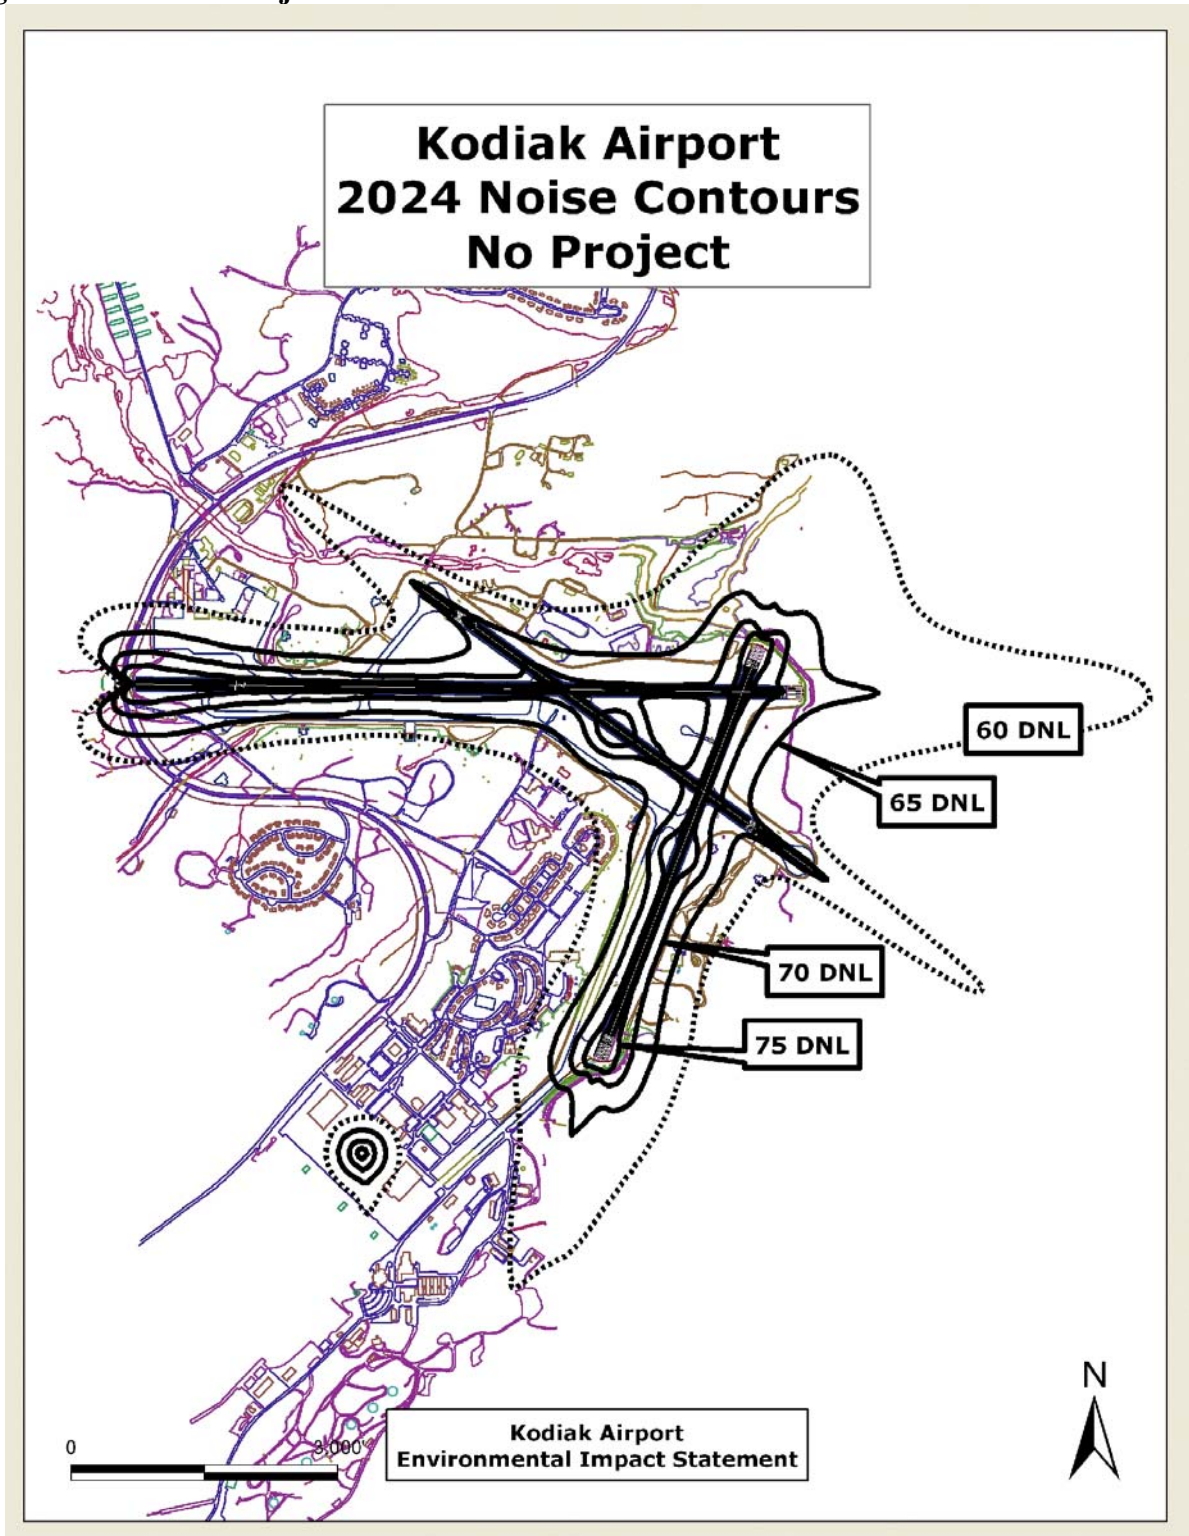 Kodiak Airport
2024 Noise Contours
No Project
60 DNL
65 DNL
70 DNL
75 DNL
N
Kodiak Airport
Environmental Impact Statement
0
3,000'